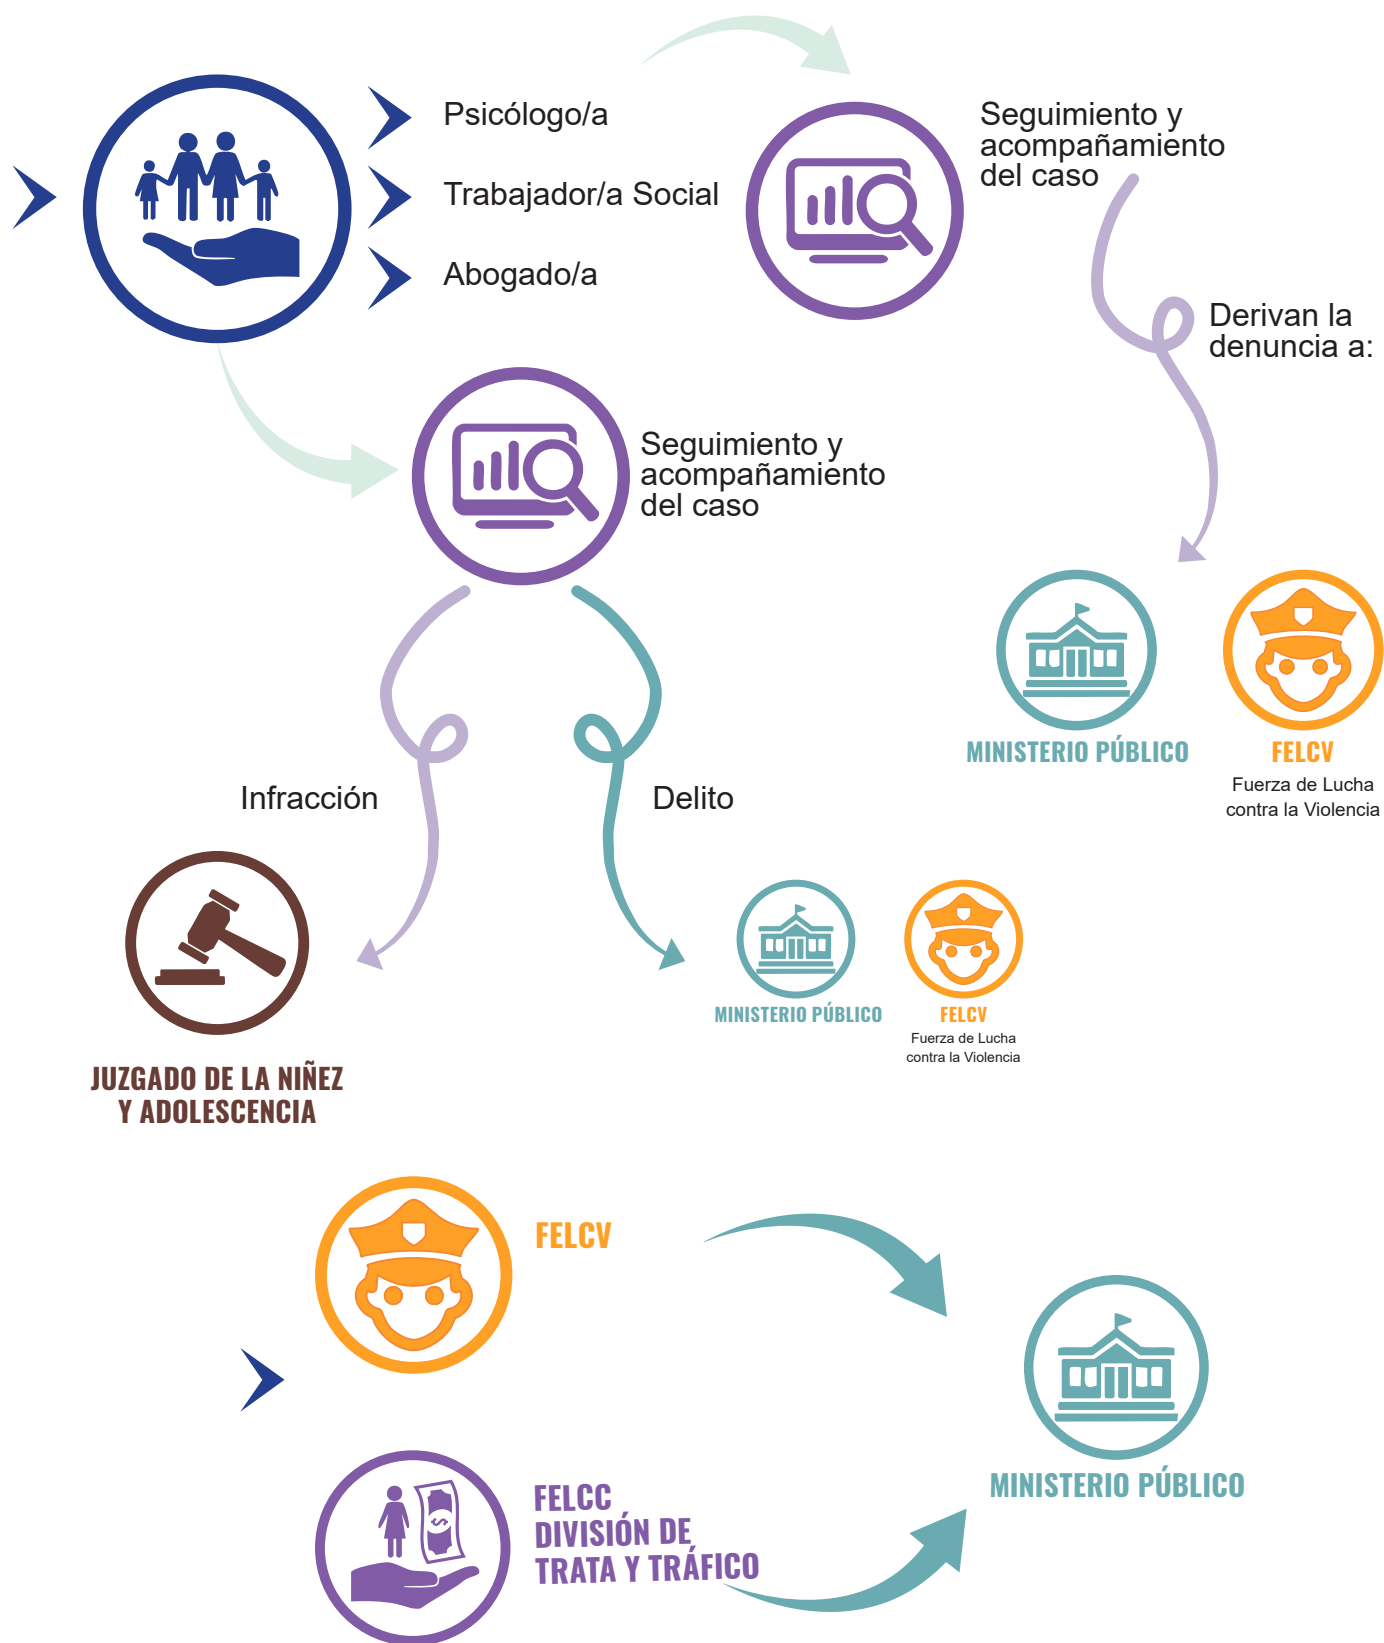 Psicólogo/a
Trabajador/a Social
Abogado/a
Seguimiento y
acompañamiento
del caso
Derivan la
denuncia a:
Seguimiento y
acompañamiento
del caso
MINISTERIO PÚBLICO
FELCV
Fuerza de Lucha
contra la Violencia
Infracción
Delito
JUZGADO DE LA NIÑEZ
Y ADOLESCENCIA
MINISTERIO PÚBLICO
FELCV
Fuerza de Lucha
contra la Violencia
FELCV
FELCC
DIVISIÓN DE
TRATA Y TRÁFICO
MINISTERIO PÚBLICO